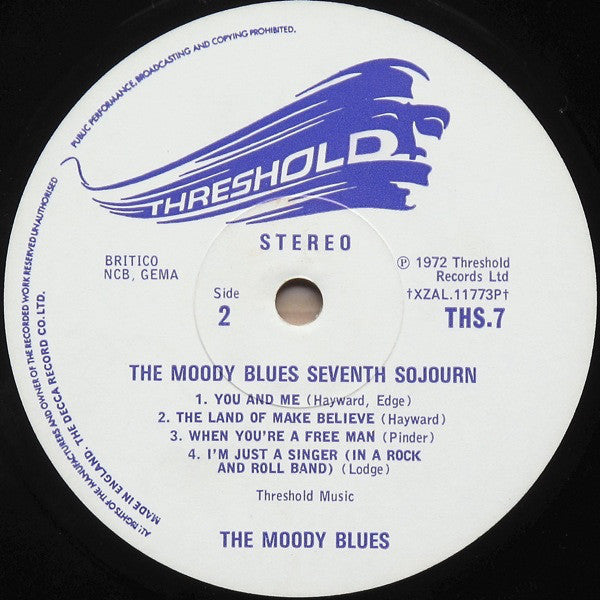 PUBLIC PERFORMANCE, BROADCASTING AND COPYING PROHIBITED.
ALL RIGHTS OF THE MANUFACTURERS AND OWNER OF THE RECORDED WORK RESERVED UNAUTHORISED
MADE IN ENGLAND. THE DECCA RECORD CO. LTD.
THRESHOLD
STEREO
BRITICO
NCB, GEMA
℗ 1972 Threshold
Records Ltd
Side
2
†XZAL.11773P†
THS.7
THE MOODY BLUES SEVENTH SOJOURN
1. YOU AND ME (Hayward, Edge)
2. THE LAND OF MAKE BELIEVE (Hayward)
3. WHEN YOU'RE A FREE MAN (Pinder)
4. I'M JUST A SINGER (IN A ROCK
AND ROLL BAND) (Lodge)
Threshold Music
THE MOODY BLUES